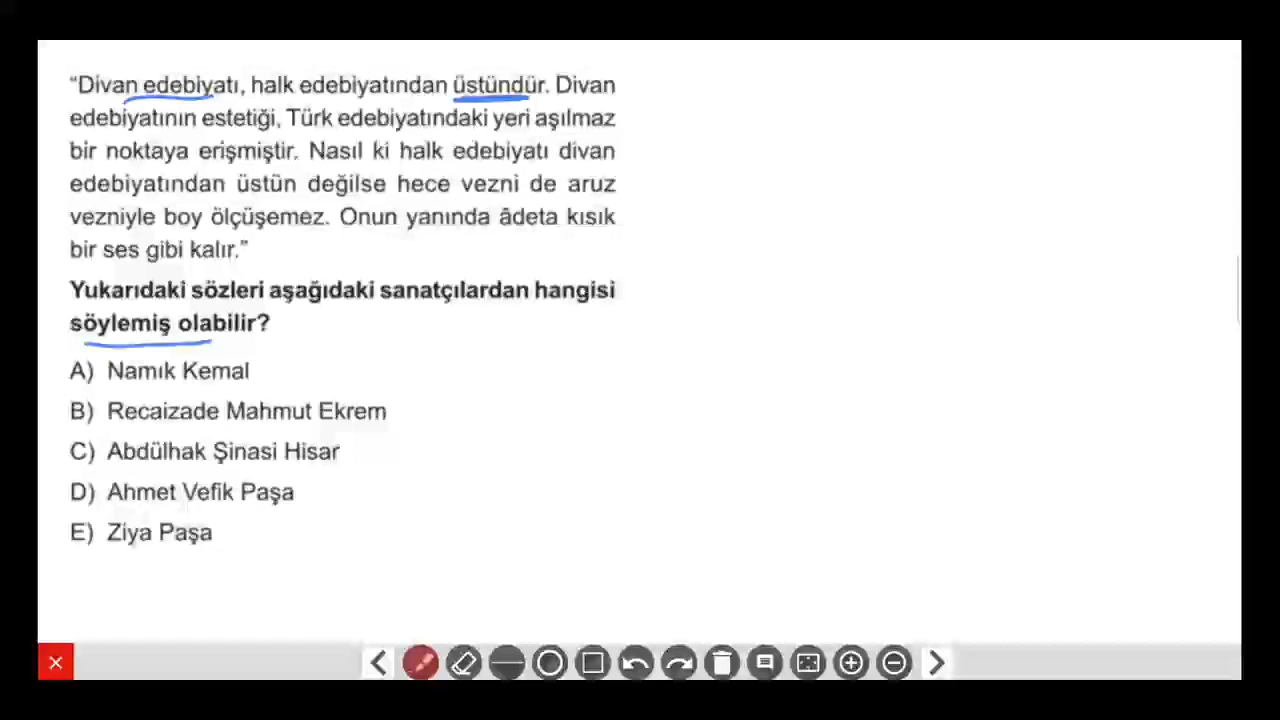 “Divan edebiyatı, halk edebiyatından üstündür. Divan
edebiyatının estetiği, Türk edebiyatındaki yeri aşılmaz
bir noktaya erişmiştir. Nasıl ki halk edebiyatı divan
edebiyatından üstün değilse hece vezni de aruz
vezniyle boy ölçüşemez. Onun yanında âdeta kısık
bir ses gibi kalır.”
Yukarıdaki sözleri aşağıdaki sanatçılardan hangisi
söylemiş olabilir?
A) Namık Kemal
B) Recaizade Mahmut Ekrem
C) Abdülhak Şinasi Hisar
D) Ahmet Vefik Paşa
E) Ziya Paşa